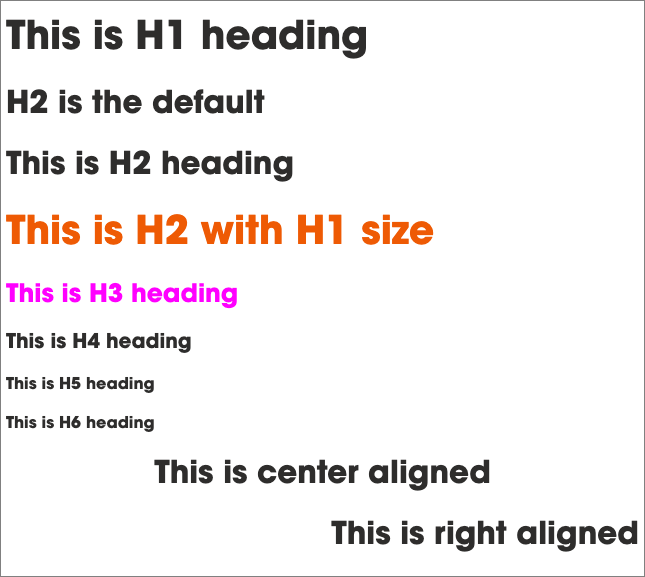 This is H1 heading
H2 is the default
This is H2 heading
This is H2 with H1 size
This is H3 heading
This is H4 heading
This is H5 heading
This is H6 heading
This is center aligned
This is right aligned